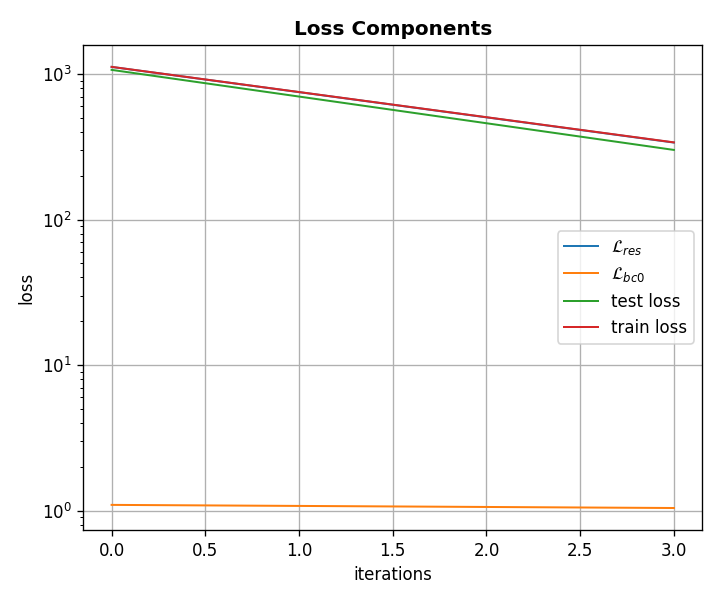 Loss Components
loss
10³
10²
10¹
10⁰
ℒ_res
ℒ_bc0
test loss
train loss
0.0 0.5 1.0 1.5 2.0 2.5 3.0
iterations